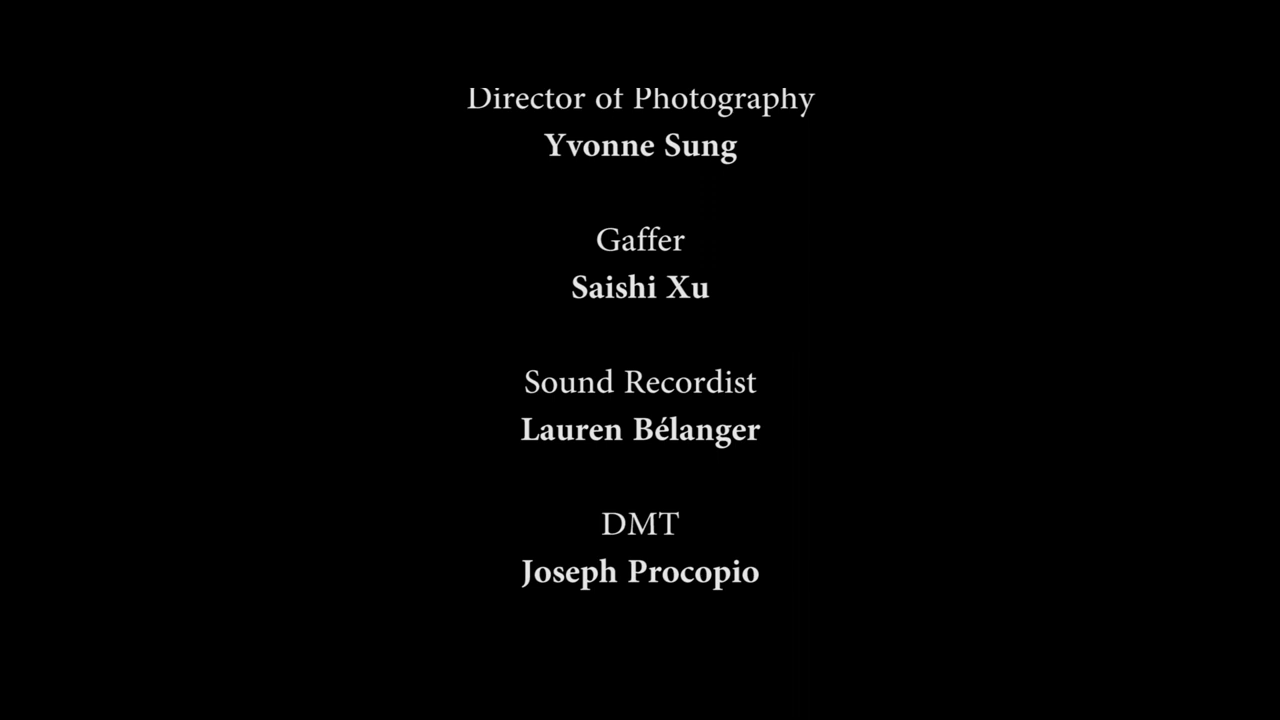 Director of Photography
Yvonne Sung
Gaffer
Saishi Xu
Sound Recordist
Lauren Bélanger
DMT
Joseph Procopio